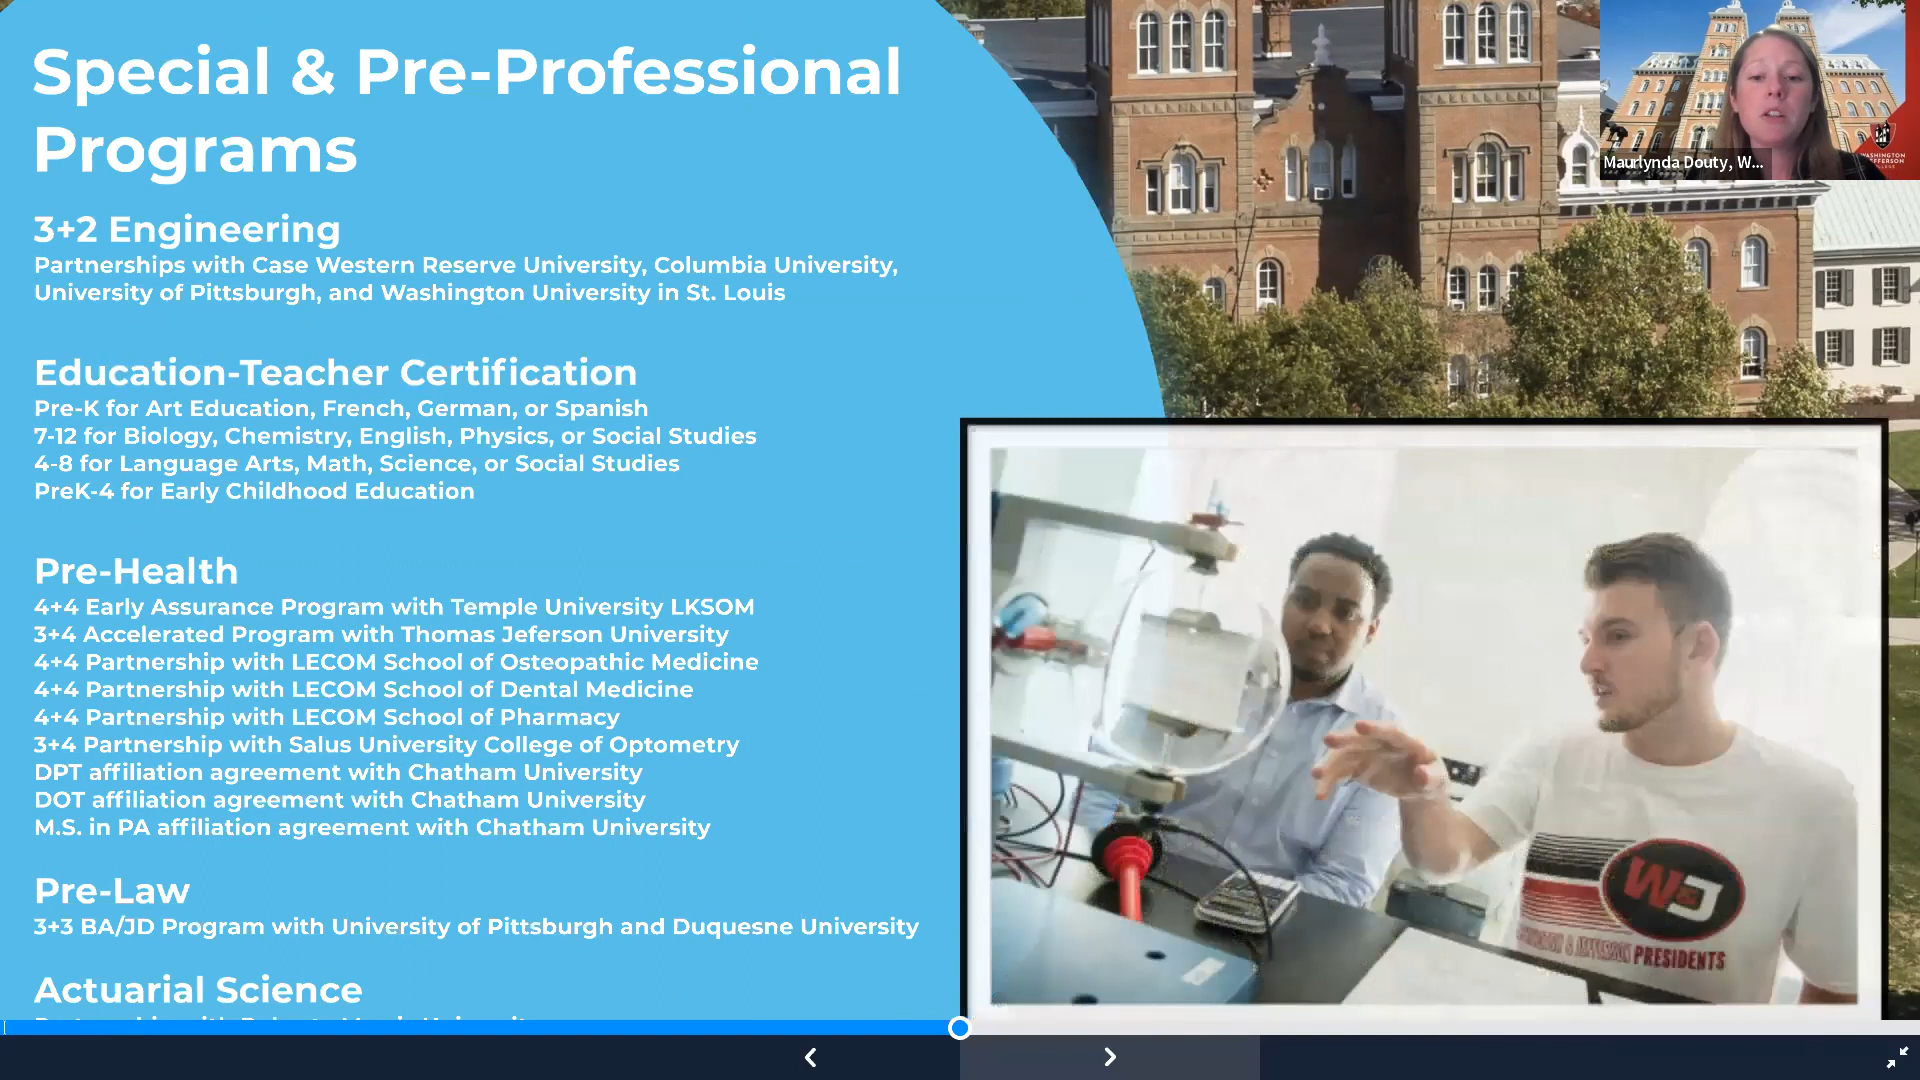 Special & Pre-Professional
Programs
3+2 Engineering
Partnerships with Case Western Reserve University, Columbia University,
University of Pittsburgh, and Washington University in St. Louis
Education-Teacher Certification
Pre-K for Art Education, French, German, or Spanish
7-12 for Biology, Chemistry, English, Physics, or Social Studies
4-8 for Language Arts, Math, Science, or Social Studies
PreK-4 for Early Childhood Education
Pre-Health
4+4 Early Assurance Program with Temple University LKSOM
3+4 Accelerated Program with Thomas Jeferson University
4+4 Partnership with LECOM School of Osteopathic Medicine
4+4 Partnership with LECOM School of Dental Medicine
4+4 Partnership with LECOM School of Pharmacy
3+4 Partnership with Salus University College of Optometry
DPT affiliation agreement with Chatham University
DOT affiliation agreement with Chatham University
M.S. in PA affiliation agreement with Chatham University
Pre-Law
3+3 BA/JD Program with University of Pittsburgh and Duquesne University
Actuarial Science
Maurlynda Douty, W...
WASHINGTON
W&J
PRESIDENTS